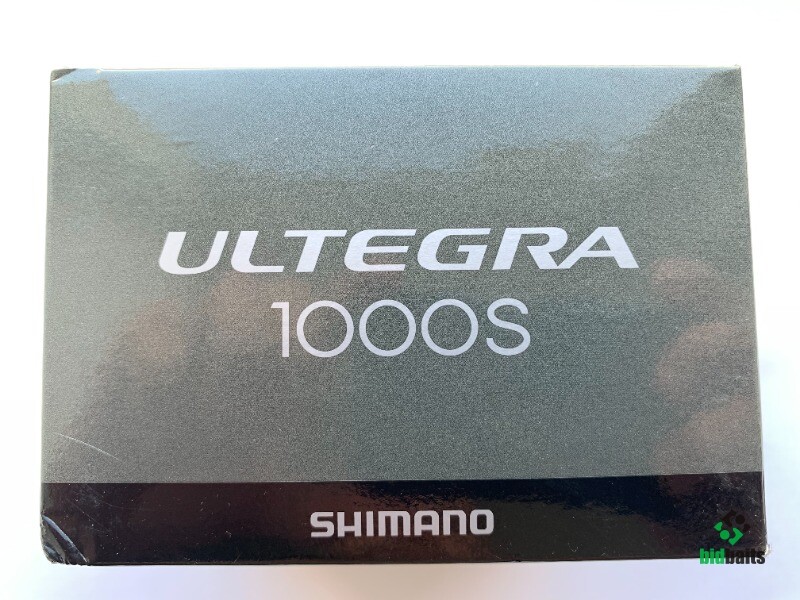 ULTEGRA
1000S
SHIMANO
bidbaits